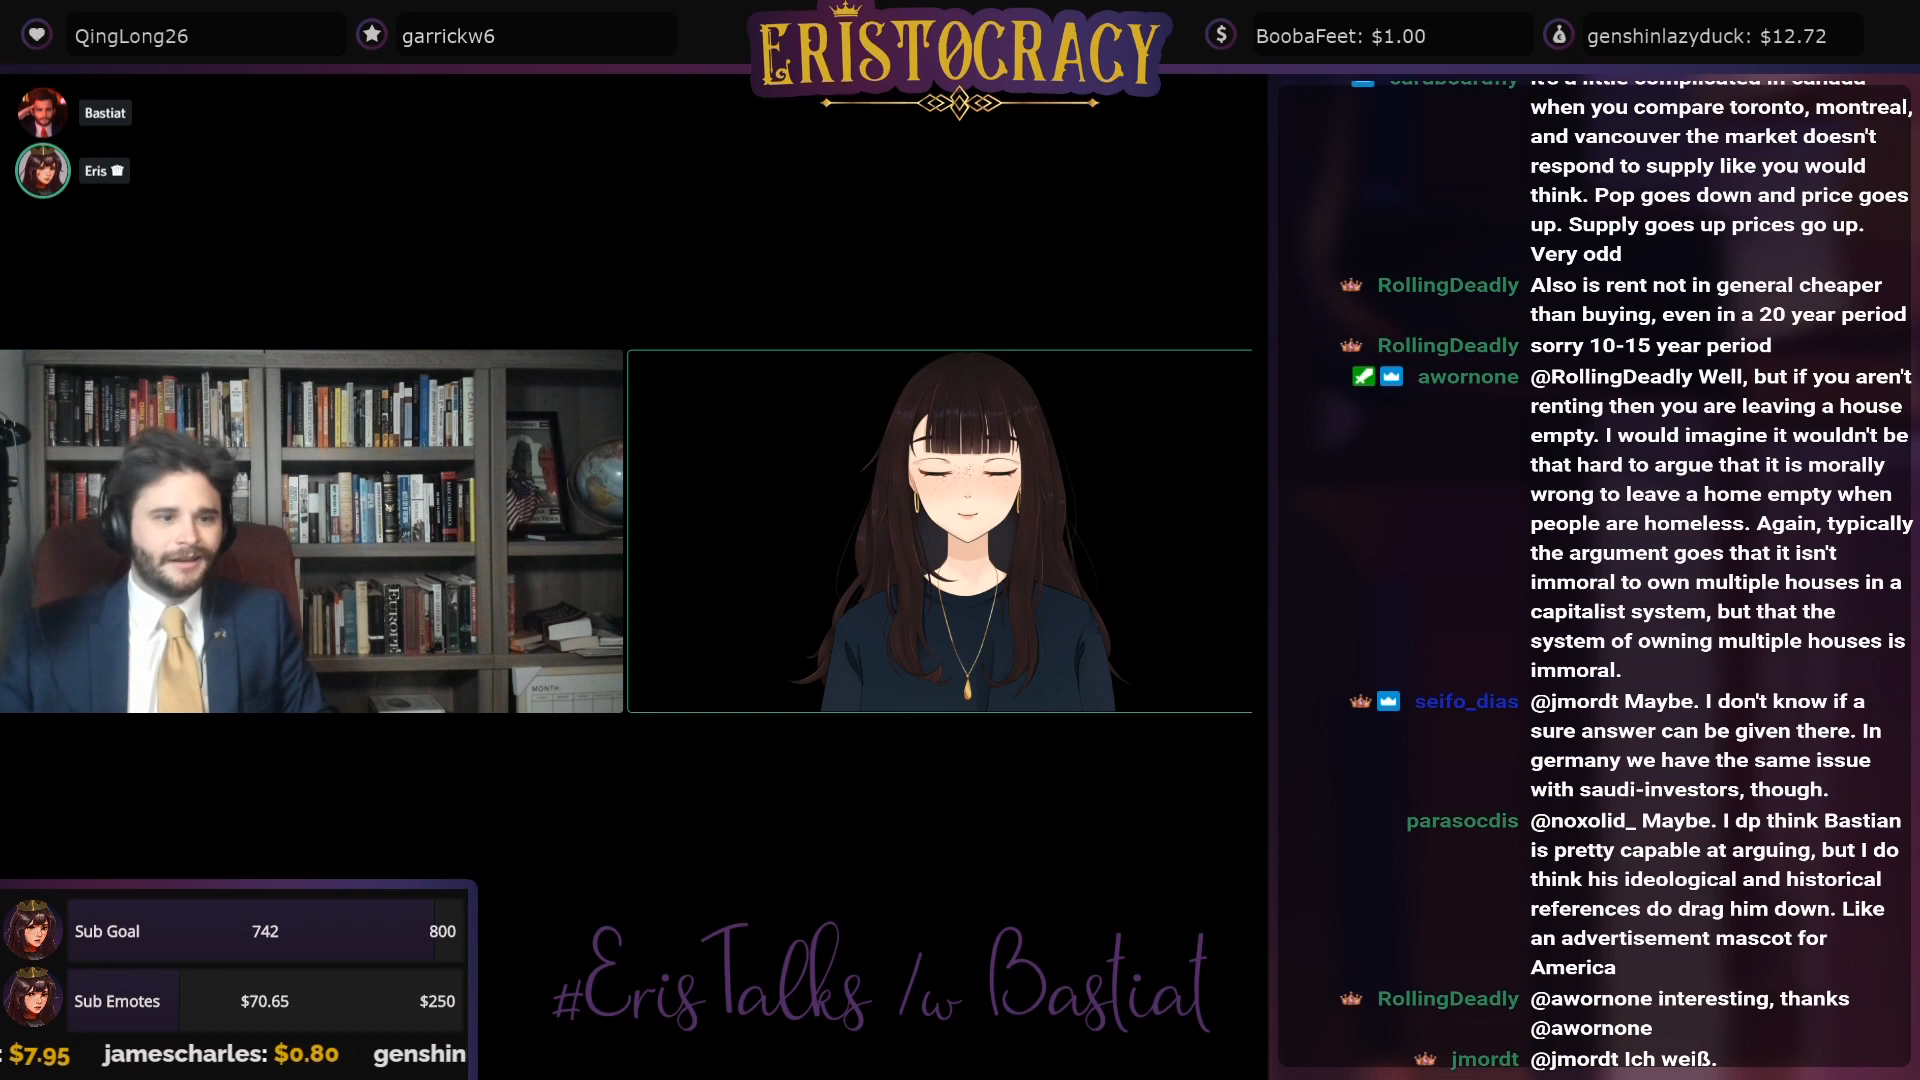 QingLong26
garrickw6
ERISTOCRACY
BoobaFeet: $1.00
genshinlazyduck: $12.72
Bastiat
Eris
when you compare toronto, montreal,
and vancouver the market doesn't
respond to supply like you would
think. Pop goes down and price goes
up. Supply goes up prices go up.
Very odd
RollingDeadly Also is rent not in general cheaper
than buying, even in a 20 year period
RollingDeadly sorry 10-15 year period
awornone @RollingDeadly Well, but if you aren't
renting then you are leaving a house
empty. I would imagine it wouldn't be
that hard to argue that it is morally
wrong to leave a home empty when
people are homeless. Again, typically
the argument goes that it isn't
immoral to own multiple houses in a
capitalist system, but that the
system of owning multiple houses is
immoral.
seifo_dias @jmordt Maybe. I don't know if a
sure answer can be given there. In
germany we have the same issue
with saudi-investors, though.
parasocdis @noxolid_ Maybe. I dp think Bastian
is pretty capable at arguing, but I do
think his ideological and historical
references do drag him down. Like
an advertisement mascot for
America
RollingDeadly @awornone interesting, thanks
@awornone
jmordt @jmordt Ich weiß.
EUROPE
MONTH:
Sub Goal 742 800
Sub Emotes $70.65 $250
: $7.95 jamescharles: $0.80 genshin
#ErisTalks /w Bastiat